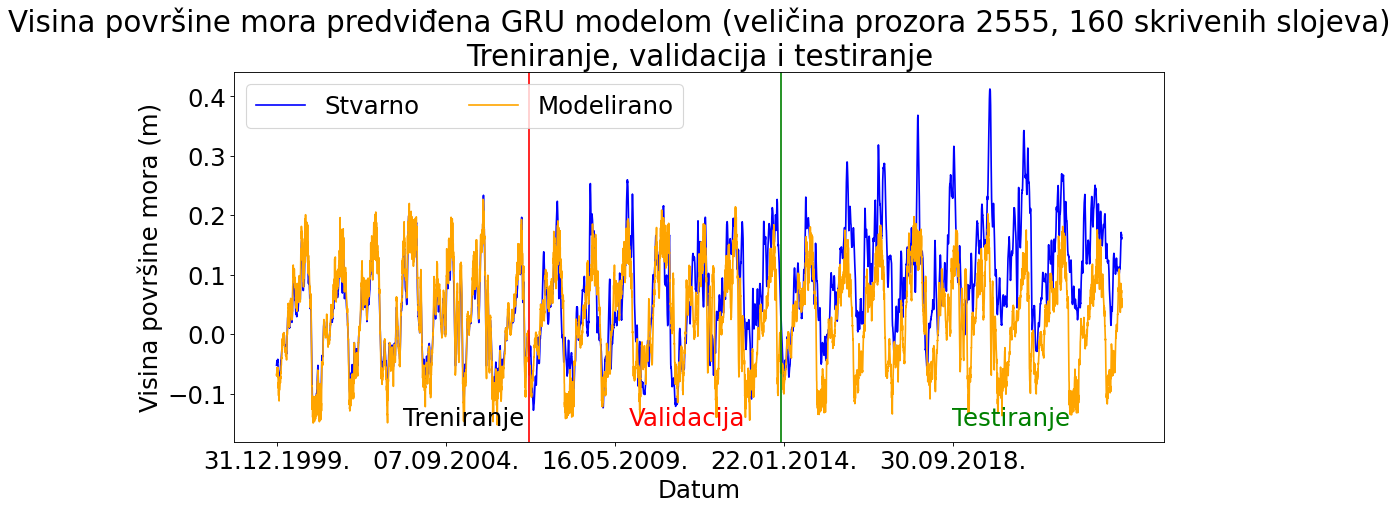 Visina površine mora predviđena GRU modelom (veličina prozora 2555, 160 skrivenih slojeva)
Treniranje, validacija i testiranje
Stvarno
Modelirano
Visina površine mora (m)
0.4
0.3
0.2
0.1
0.0
−0.1
Treniranje
Validacija
Testiranje
31.12.1999.
07.09.2004.
16.05.2009.
22.01.2014.
30.09.2018.
Datum